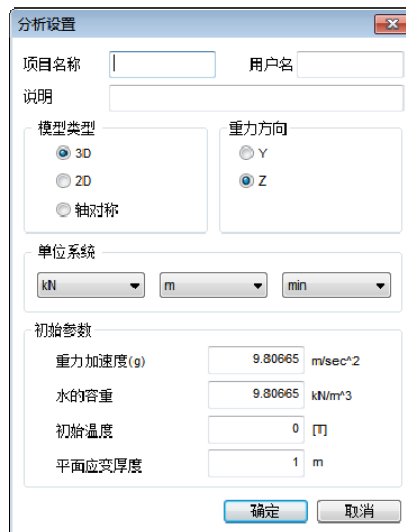 分析设置
项目名称 用户名
说明
模型类型 重力方向
3D Y
2D Z
轴对称
单位系统
kN m min
初始参数
重力加速度(g) 9.80665 m/sec^2
水的容重 9.80665 kN/m^3
初始温度 0 [T]
平面应变厚度 1 m
确定 取消